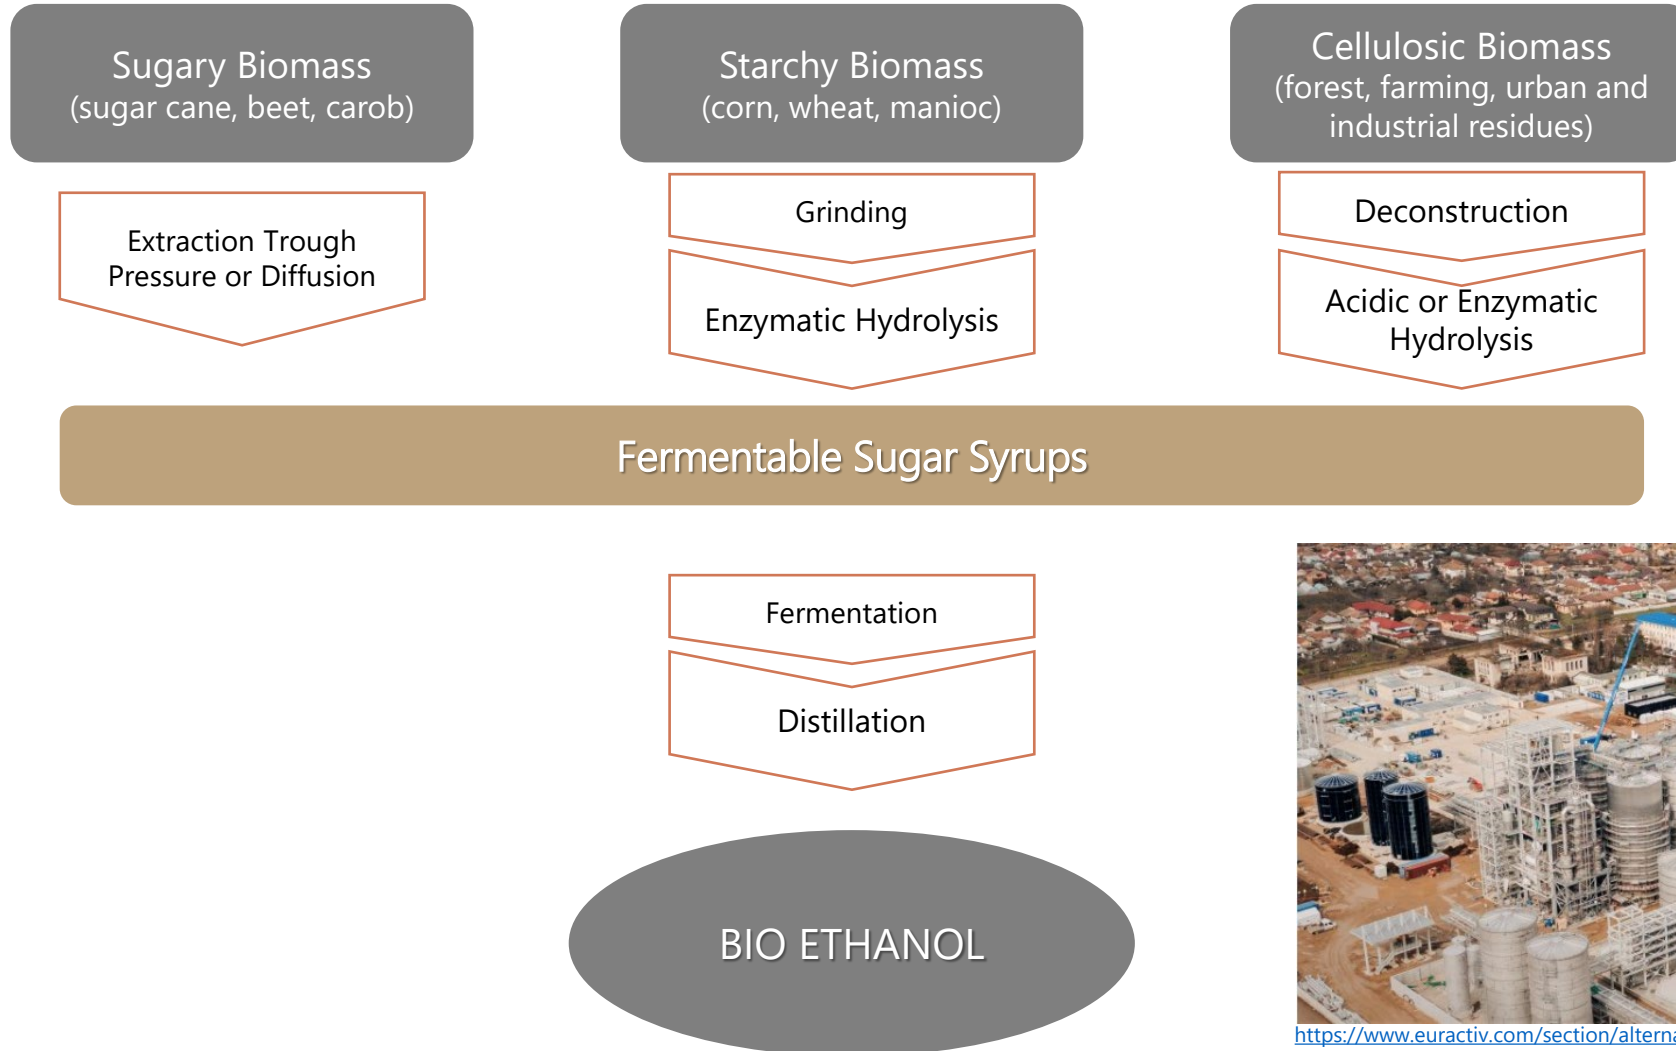 Sugary Biomass
(sugar cane, beet, carob)
Starchy Biomass
(corn, wheat, manioc)
Cellulosic Biomass
(forest, farming, urban and
industrial residues)
Extraction Trough
Pressure or Diffusion
Grinding
Enzymatic Hydrolysis
Deconstruction
Acidic or Enzymatic
Hydrolysis
Fermentable Sugar Syrups
Fermentation
Distillation
BIO ETHANOL
https://www.euractiv.com/section/alterna